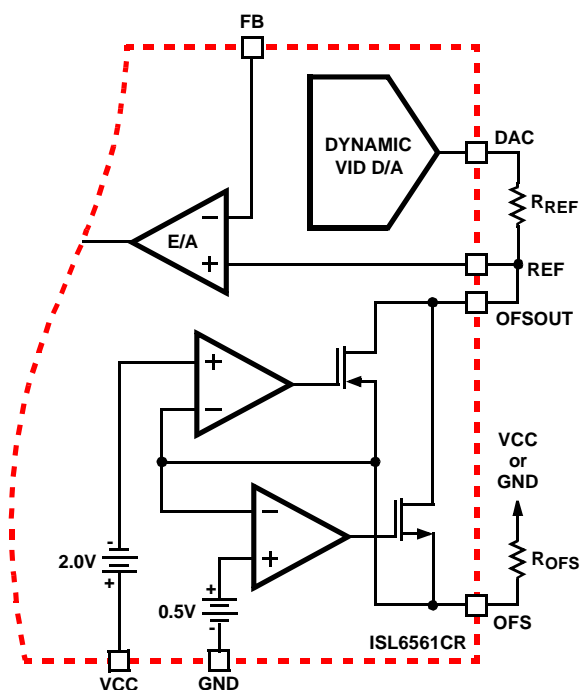 FB
DYNAMIC
VID D/A
DAC
RREF
E/A
−
+
REF
OFSOUT
+
−
VCC
or
GND
−
+
ROFS
-
2.0V
+
+
0.5V
-
OFS
ISL6561CR
VCC
GND